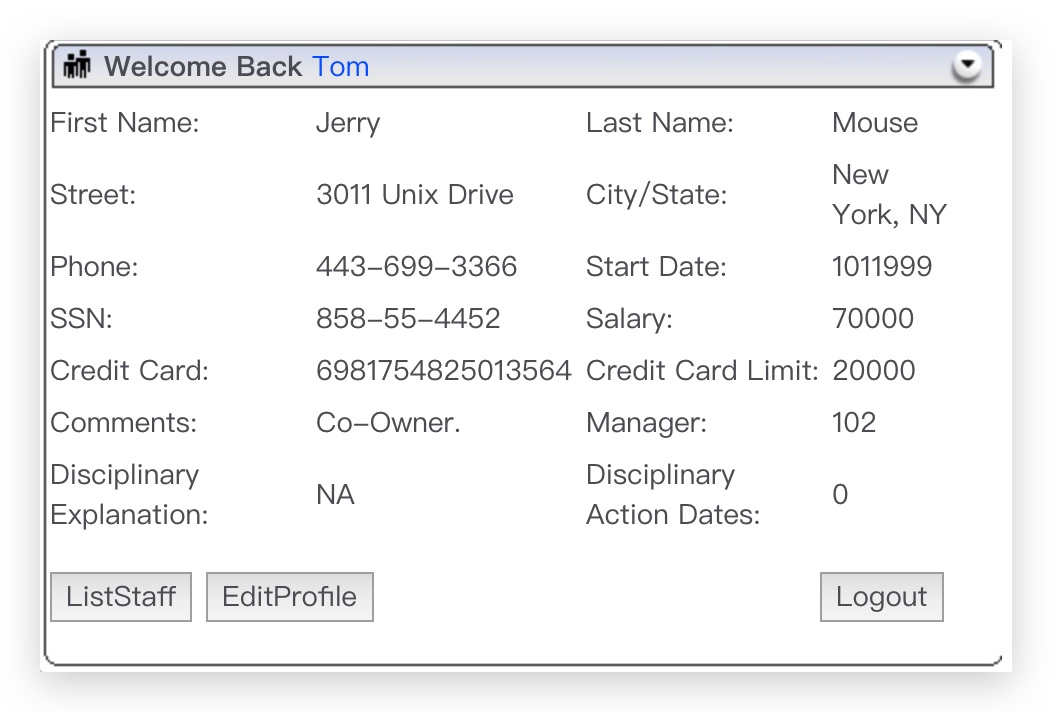 Welcome Back Tom
First Name: Jerry Last Name: Mouse
Street: 3011 Unix Drive City/State: New
York, NY
Phone: 443-699-3366 Start Date: 1011999
SSN: 858-55-4452 Salary: 70000
Credit Card: 6981754825013564 Credit Card Limit: 20000
Comments: Co-Owner. Manager: 102
Disciplinary
Explanation: NA Disciplinary
Action Dates: 0
ListStaff EditProfile Logout